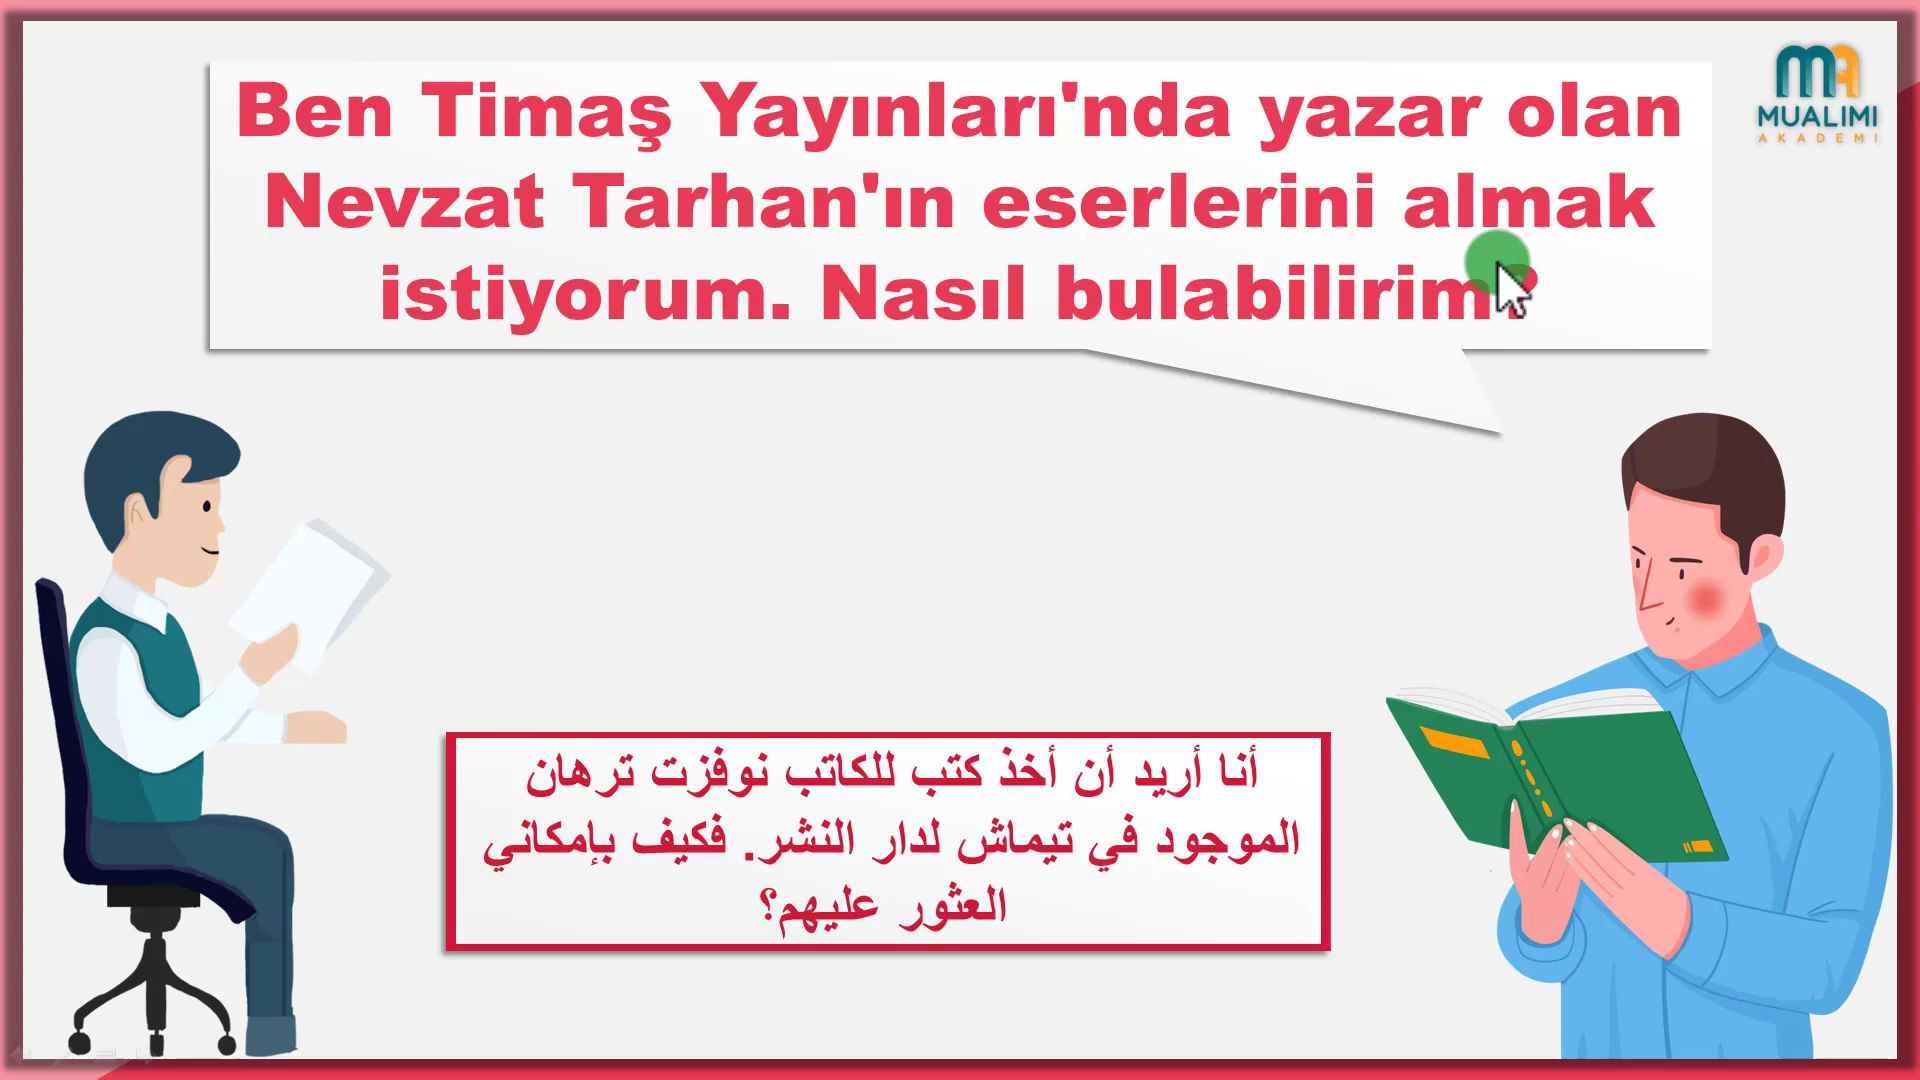 Ben Timaş Yayınları'nda yazar olan
Nevzat Tarhan'ın eserlerini almak
istiyorum. Nasıl bulabilirim?
MUALIMI
AKADEMI
أنا أريد أن أخذ كتب للكاتب نوفزت ترهان
الموجود في تيماش لدار النشر. فكيف بإمكاني
العثور عليهم؟